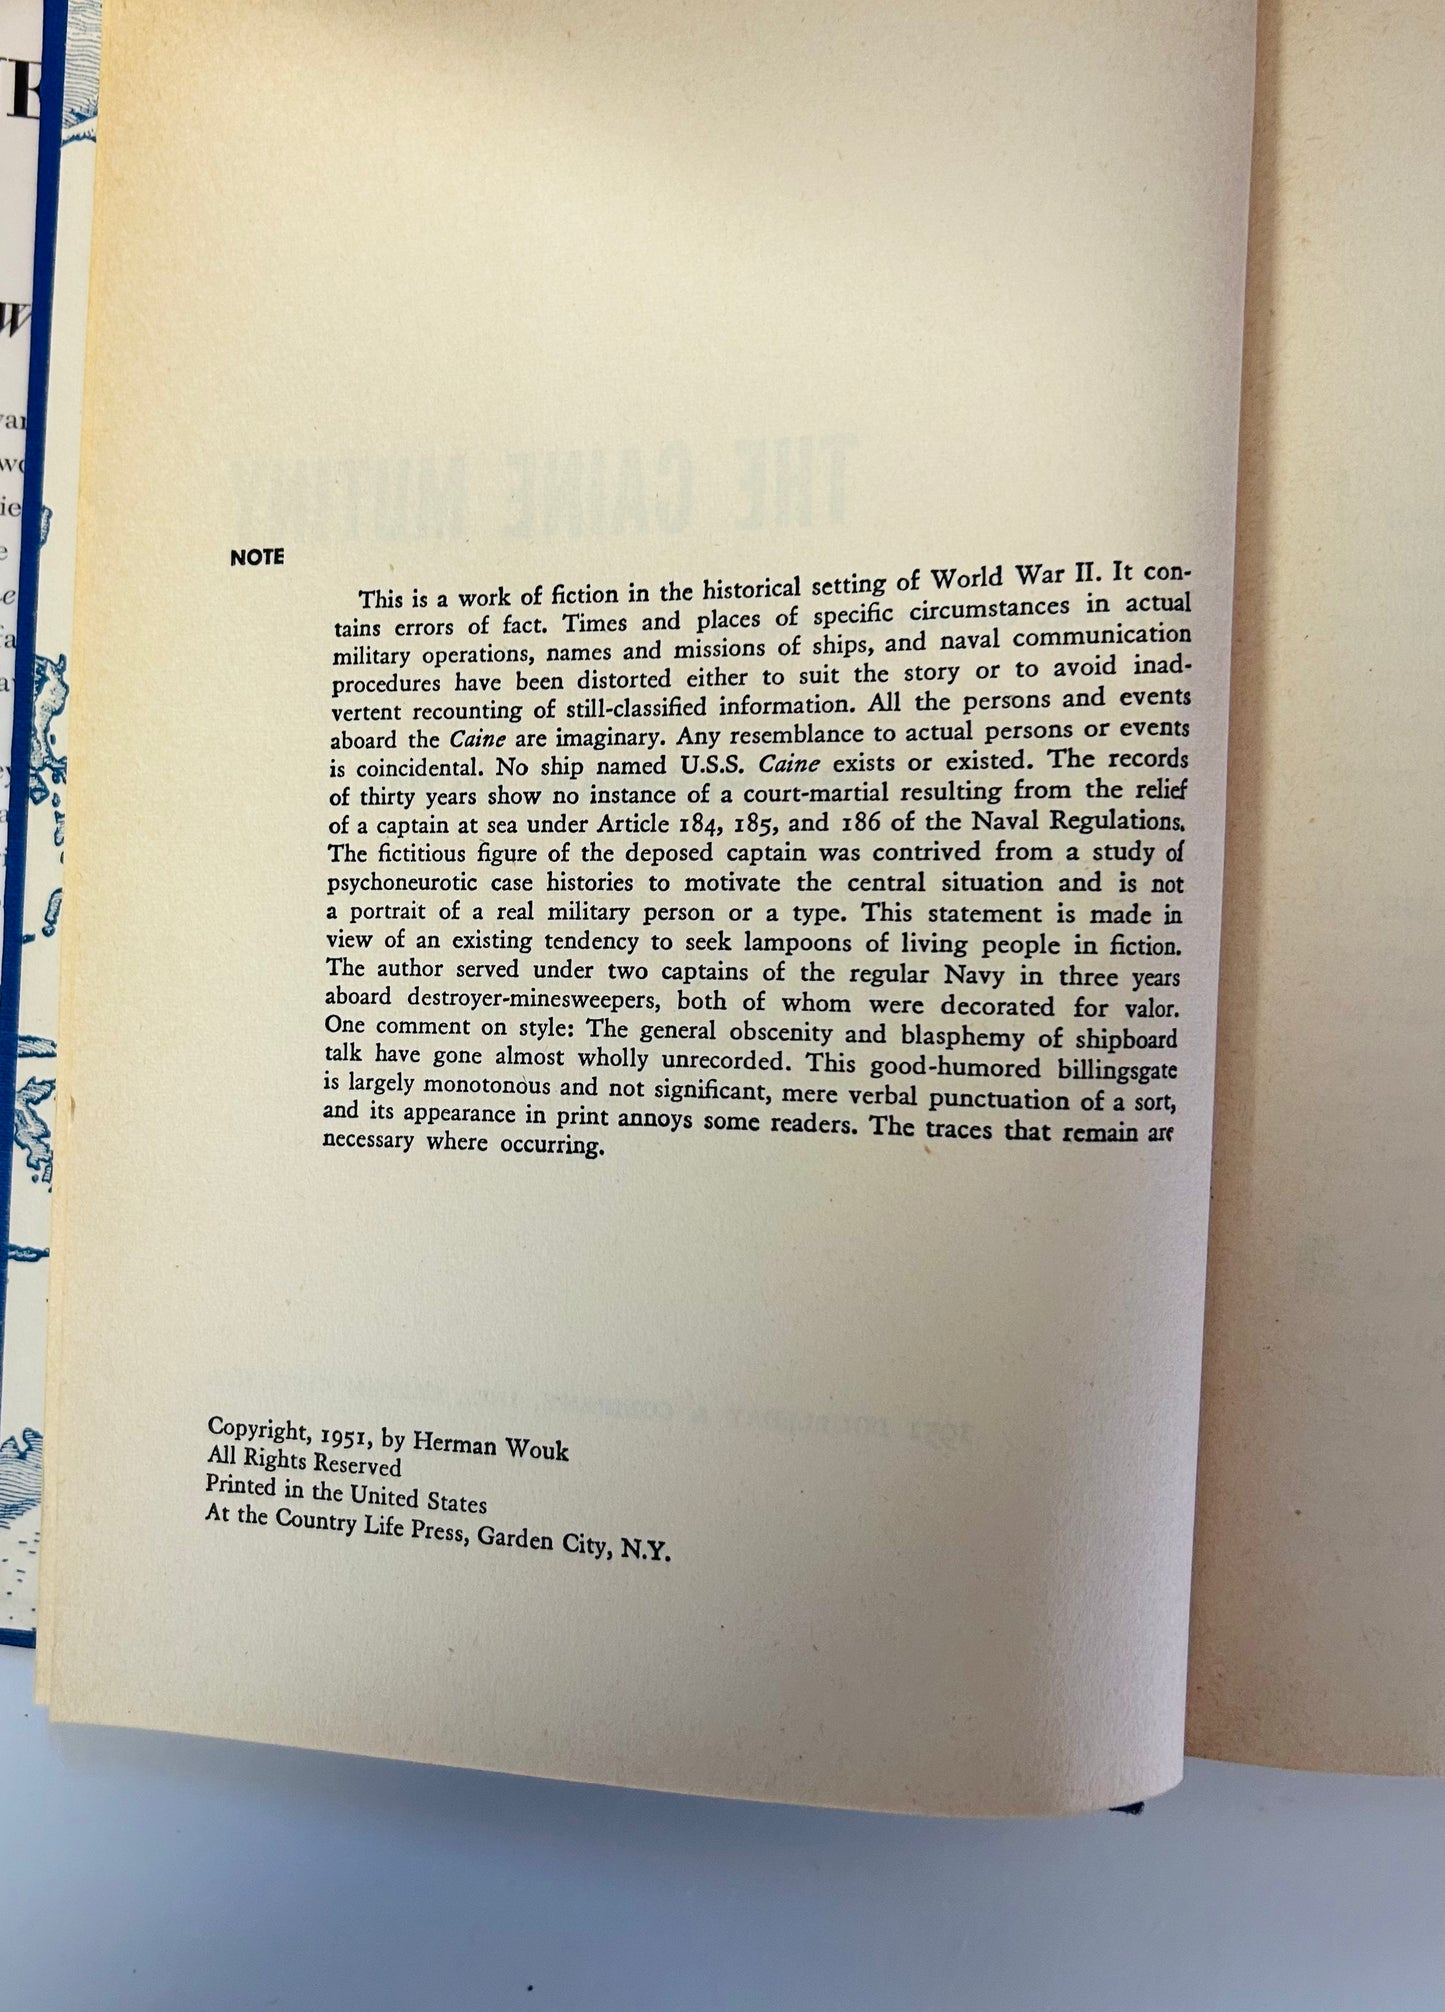 NOTE
This is a work of fiction in the historical setting of World War II. It con-
tains errors of fact. Times and places of specific circumstances in actual
military operations, names and missions of ships, and naval communication
procedures have been distorted either to suit the story or to avoid inad-
vertent recounting of still-classified information. All the persons and events
aboard the Caine are imaginary. Any resemblance to actual persons or events
is coincidental. No ship named U.S.S. Caine exists or existed. The records
of thirty years show no instance of a court-martial resulting from the relief
of a captain at sea under Article 184, 185, and 186 of the Naval Regulations.
The fictitious figure of the deposed captain was contrived from a study of
psychoneurotic case histories to motivate the central situation and is not
a portrait of a real military person or a type. This statement is made in
view of an existing tendency to seek lampoons of living people in fiction.
The author served under two captains of the regular Navy in three years
aboard destroyer-minesweepers, both of whom were decorated for valor.
One comment on style: The general obscenity and blasphemy of shipboard
talk have gone almost wholly unrecorded. This good-humored billingsgate
is largely monotonous and not significant, mere verbal punctuation of a sort,
and its appearance in print annoys some readers. The traces that remain are
necessary where occurring.
Copyright, 1951, by Herman Wouk
All Rights Reserved
Printed in the United States
At the Country Life Press, Garden City, N.Y.